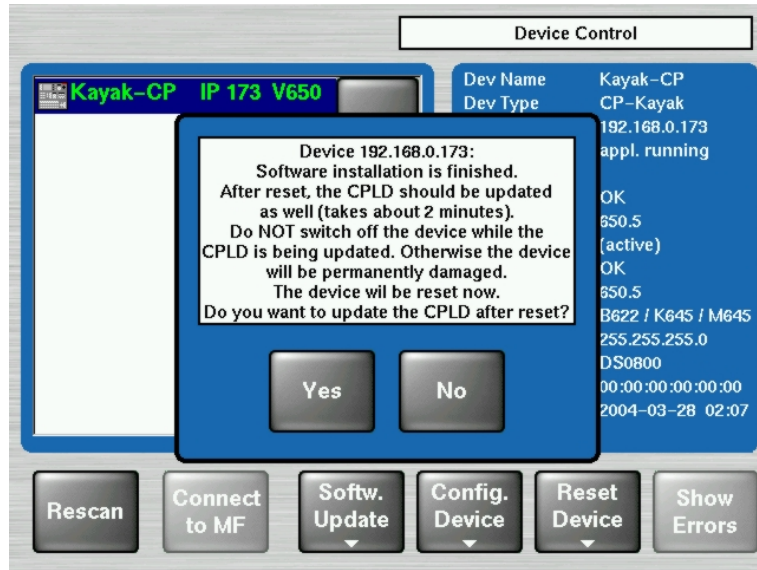 Device Control
Kayak-CP IP 173 V650
Dev Name Kayak-CP
Dev Type CP-Kayak
192.168.0.173
appl. running
OK
650.5
(active)
OK
650.5
B622 / K645 / M645
255.255.255.0
DS0800
00:00:00:00:00:00
2004-03-28 02:07
Device 192.168.0.173:
Software installation is finished.
After reset, the CPLD should be updated
as well (takes about 2 minutes).
Do NOT switch off the device while the
CPLD is being updated. Otherwise the device
will be permanently damaged.
The device wil be reset now.
Do you want to update the CPLD after reset?
Yes No
Rescan
Connect
to MF
Softw.
Update
Config.
Device
Reset
Device
Show
Errors